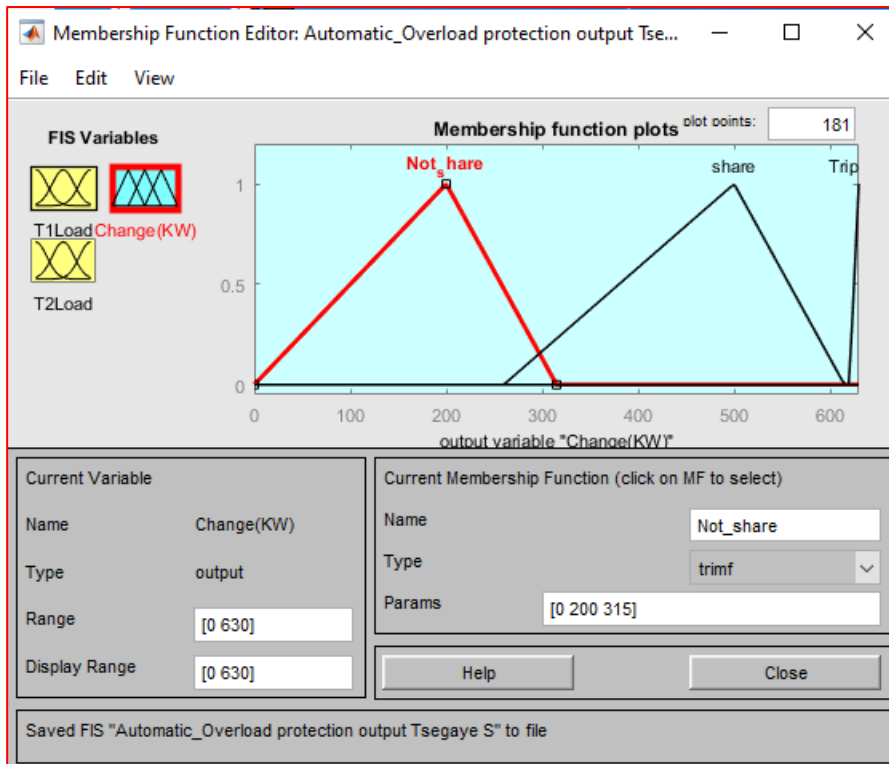 Membership Function Editor: Automatic_Overload protection output Tse...
File Edit View
FIS Variables
T1Load Change(KW)
T2Load
Membership function plots plot points: 181
Not_share share Trip
1
0.5
0
0 100 200 300 400 500 600
output variable "Change(KW)"
Current Variable
Name Change(KW)
Type output
Range [0 630]
Display Range [0 630]
Current Membership Function (click on MF to select)
Name Not_share
Type trimf
Params [0 200 315]
Help Close
Saved FIS "Automatic_Overload protection output Tsegaye S" to file